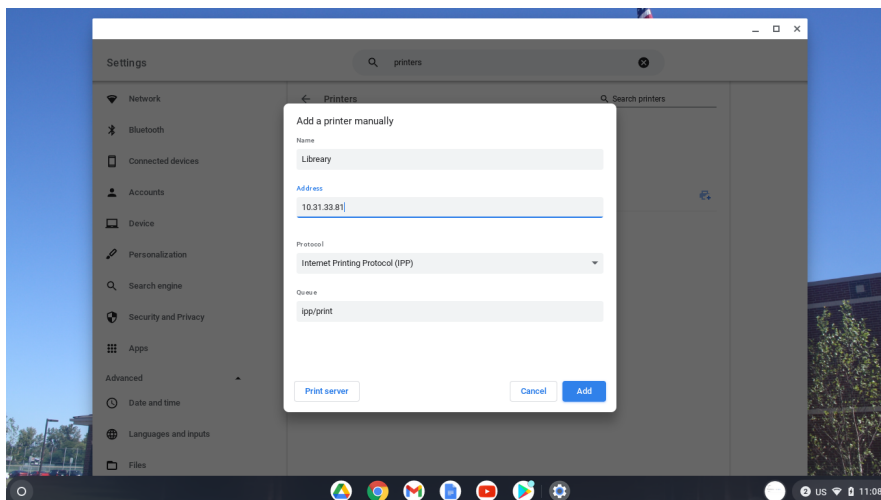 Settings
printers
Network
Printers
Search printers
Bluetooth
Connected devices
Accounts
Device
Personalization
Search engine
Security and Privacy
Apps
Advanced
Date and time
Languages and inputs
Files
Add a printer manually
Name
Libreary
Address
10.31.33.81
Protocol
Internet Printing Protocol (IPP)
Queue
ipp/print
Print server
Cancel
Add
2 US 11:08